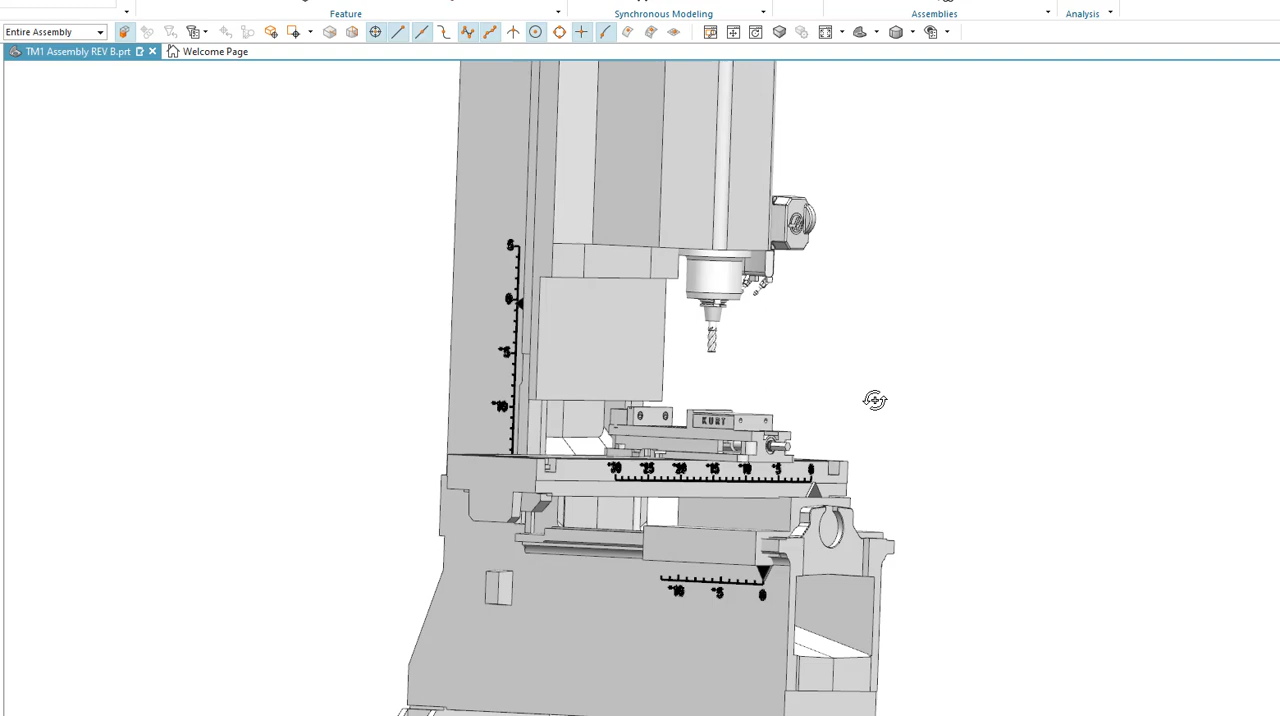 Feature Synchronous Modeling Assemblies Analysis
Entire Assembly
TM1 Assembly REV B.prt Welcome Page
5
0
-5
-10
KURT
-30 -25 -20 -15 -10 -5 0
-10 -5 0